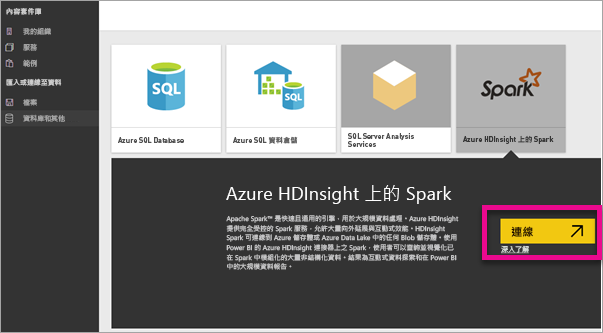 內容套件庫
我的組織
服務
範例
匯入或連線至資料
檔案
資料庫和其他
SQL
SQL
Spark
Azure SQL Database
Azure SQL 資料倉儲
SQL Server Analysis
Services
Azure HDInsight 上的 Spark
Azure HDInsight 上的 Spark
Apache Spark™ 是快速且通用的引擎，用於大規模資料處理。Azure HDInsight
提供完全受控的 Spark 服務，允許大量向外延展與互動式效能。HDInsight
Spark 可連線到 Azure 儲存體或 Azure Data Lake 中的任何 Blob 儲存體。使用
Power BI 的 Azure HDInsight 連接器上之 Spark，使用者可以查詢並視覺化已
在 Spark 中模組化的大量非結構化資料。結果為互動式資料探索和在 Power BI
中的大規模資料報告。
連線
深入了解